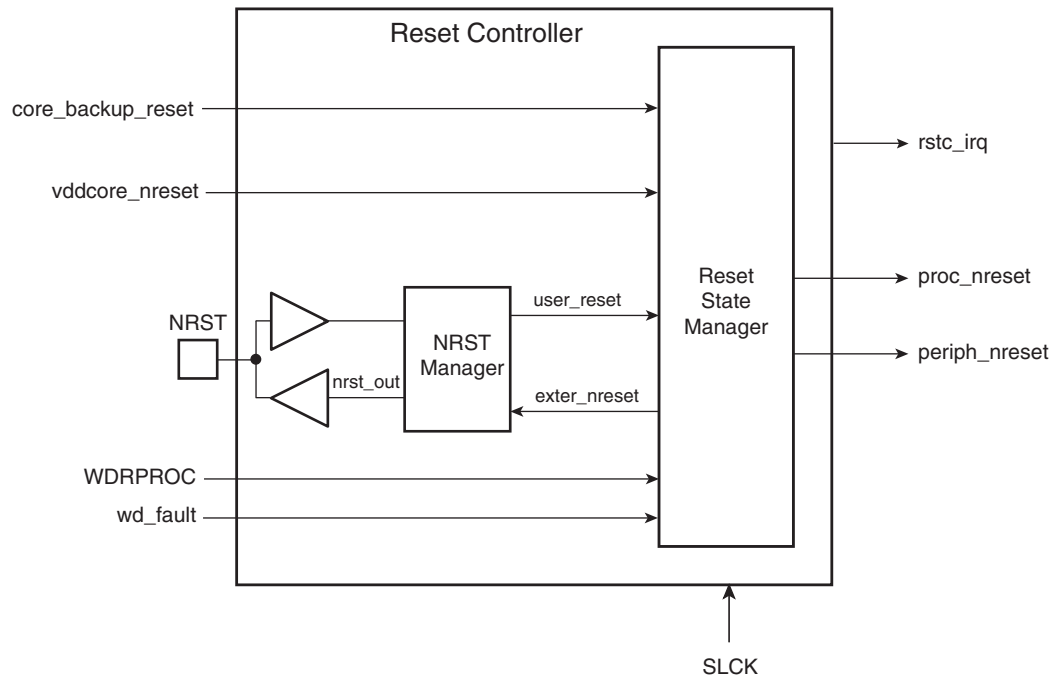 Reset Controller
core_backup_reset
rstc_irq
vddcore_nreset
Reset
State
Manager
proc_nreset
user_reset
NRST
NRST
Manager
periph_nreset
nrst_out
exter_nreset
WDRPROC
wd_fault
SLCK